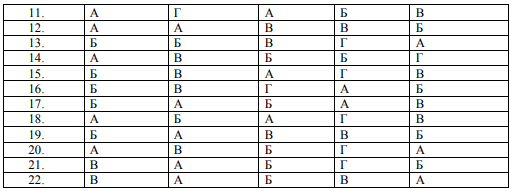 11. А Г А Б В
12. А А В В Б
13. Б Б В Г А
14. А В Б Б Г
15. Б В А Г В
16. Б В Г А Б
17. Б А Б А В
18. А Б А Г В
19. Б А В В Б
20. А В Б Г А
21. В А Б Г Б
22. В А Б В А